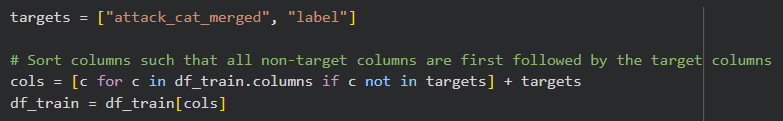 targets = ["attack_cat_merged", "label"]
# Sort columns such that all non-target columns are first followed by the target columns
cols = [c for c in df_train.columns if c not in targets] + targets
df_train = df_train[cols]